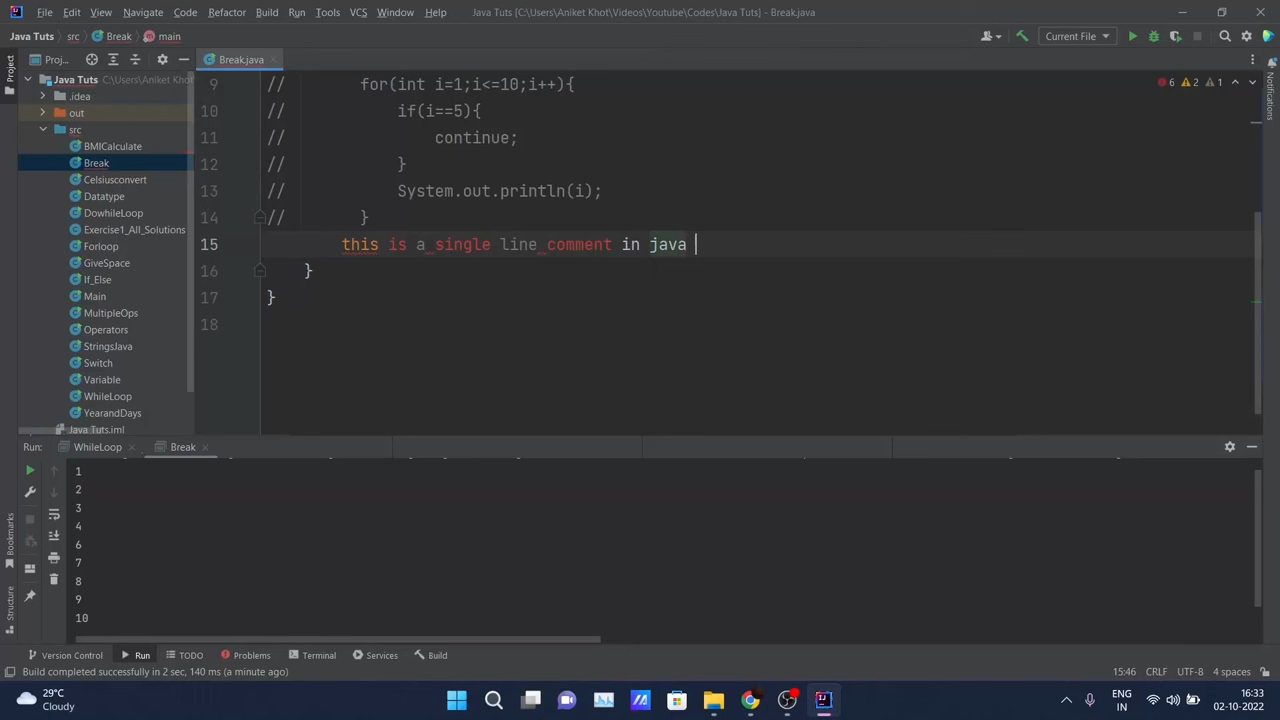 File Edit View Navigate Code Refactor Build Run Tools VCS Window Help Java Tuts [C:\Users\Aniket Khot\Videos\Youtube\Codes\Java Tuts] - Break.java
Java Tuts src Break main Current File
Project Proj... Break.java Notifications
Java Tuts C:\Users\Aniket Khot\
.idea
out
src
BMICalculate
Break
Celsiusconvert
Datatype
DowhileLoop
Exercise1_All_Solutions
Forloop
GiveSpace
If_Else
Main
MultipleOps
Operators
StringsJava
Switch
Variable
WhileLoop
YearandDays
Java Tuts.iml
6 2 1
9 // for(int i=1;i<=10;i++){
10 // if(i==5){
11 // continue;
12 // }
13 // System.out.println(i);
14 // }
15 this is a single line comment in java
16 }
17 }
18
Run: WhileLoop Break
1
2
3
4
6
7
8
9
10
Bookmarks
Structure
Version Control Run TODO Problems Terminal Services Build
Build completed successfully in 2 sec, 140 ms (a minute ago) 15:46 CRLF UTF-8 4 spaces
29°C
Cloudy
ENG
IN
16:33
02-10-2022